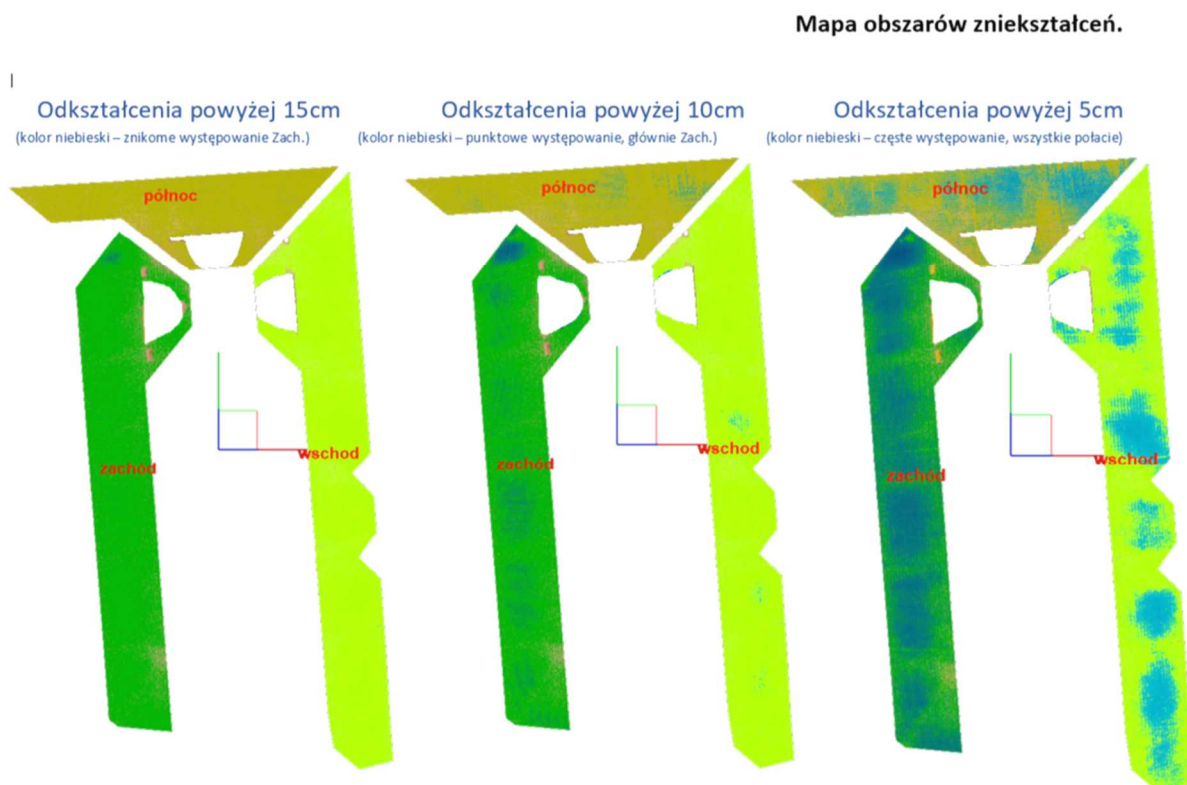 Mapa obszarów zniekształceń.
Odkształcenia powyżej 15cm
(kolor niebieski – znikome występowanie Zach.)
północ
zachód
wschod
Odkształcenia powyżej 10cm
(kolor niebieski – punktowe występowanie, głównie Zach.)
północ
zachód
wschod
Odkształcenia powyżej 5cm
(kolor niebieski – częste występowanie, wszystkie połacie)
północ
zachód
wschod